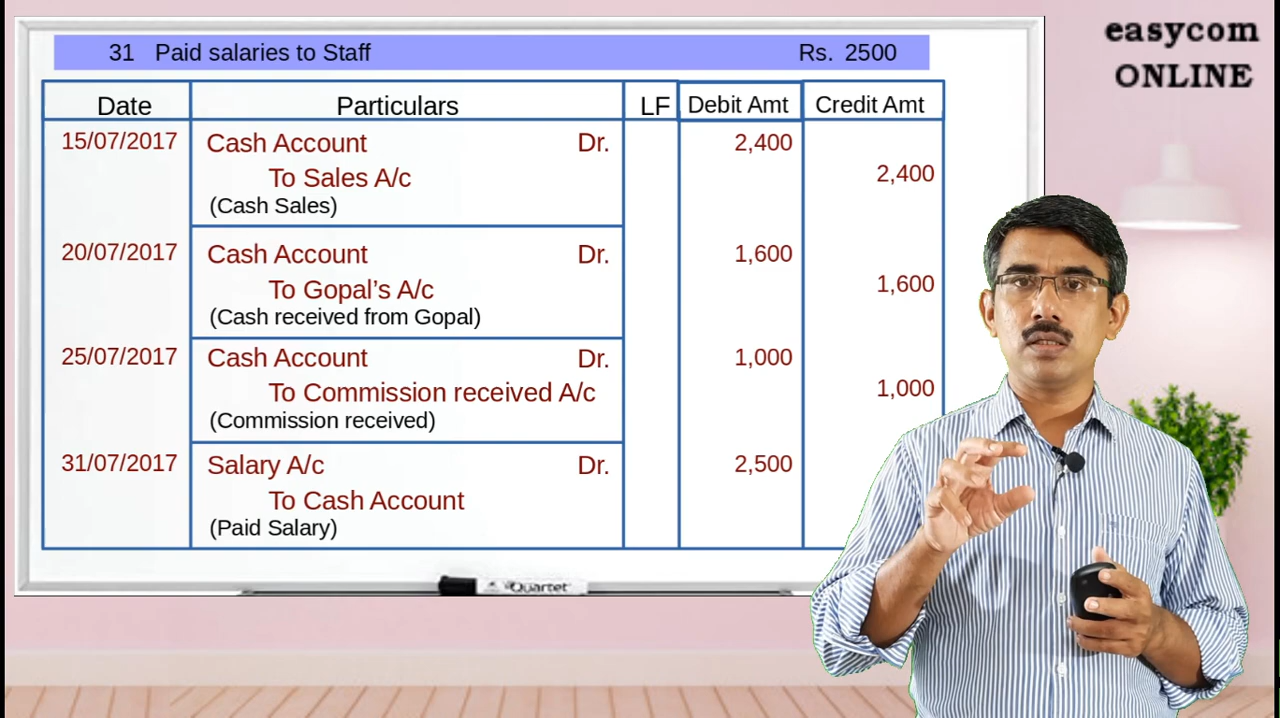 31 Paid salaries to Staff Rs. 2500
easycom
ONLINE
Date Particulars LF Debit Amt Credit Amt
15/07/2017 Cash Account Dr. 2,400
To Sales A/c 2,400
(Cash Sales)
20/07/2017 Cash Account Dr. 1,600
To Gopal’s A/c 1,600
(Cash received from Gopal)
25/07/2017 Cash Account Dr. 1,000
To Commission received A/c 1,000
(Commission received)
31/07/2017 Salary A/c Dr. 2,500
To Cash Account
(Paid Salary)
Quartet